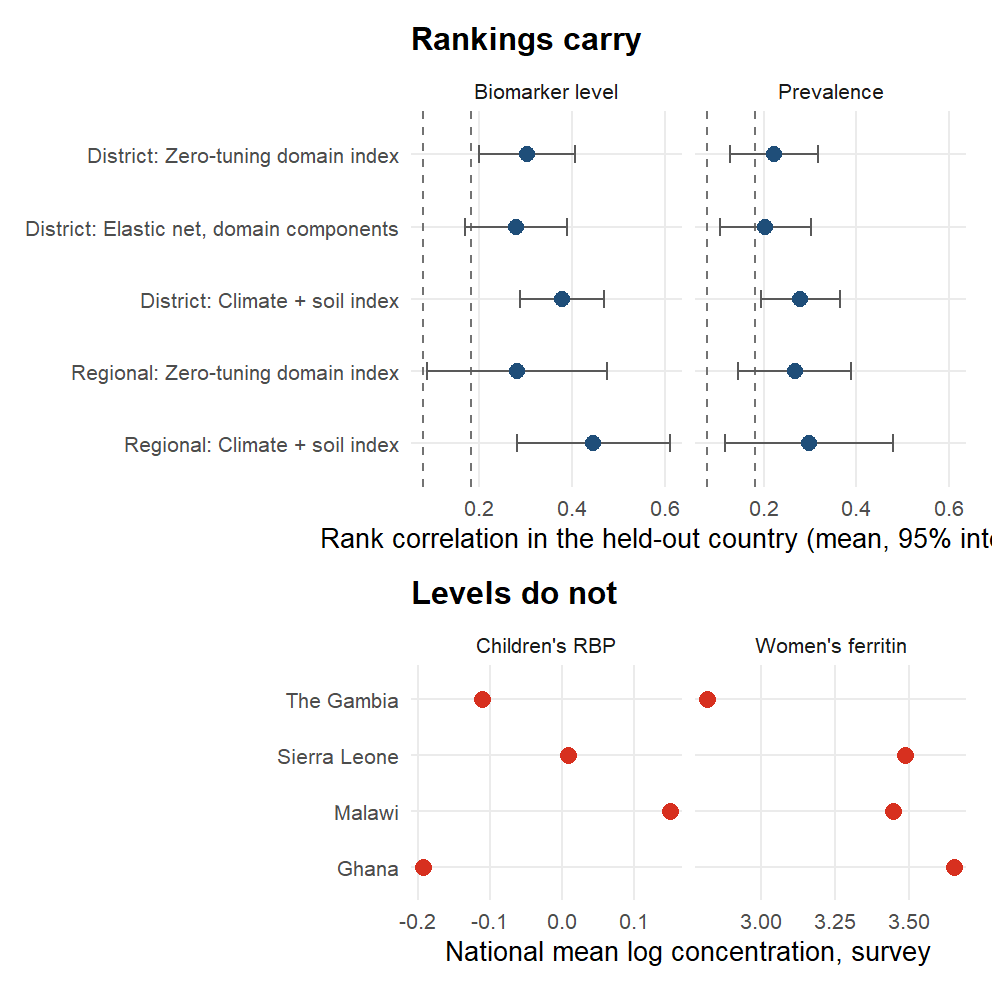 Rankings carry
Biomarker level
Prevalence
District: Zero-tuning domain index
District: Elastic net, domain components
District: Climate + soil index
Regional: Zero-tuning domain index
Regional: Climate + soil index
0.2 0.4 0.6 0.2 0.4 0.6
Rank correlation in the held-out country (mean, 95% inte
Levels do not
Children's RBP
Women's ferritin
The Gambia
Sierra Leone
Malawi
Ghana
-0.2 -0.1 0.0 0.1 3.00 3.25 3.50
National mean log concentration, survey